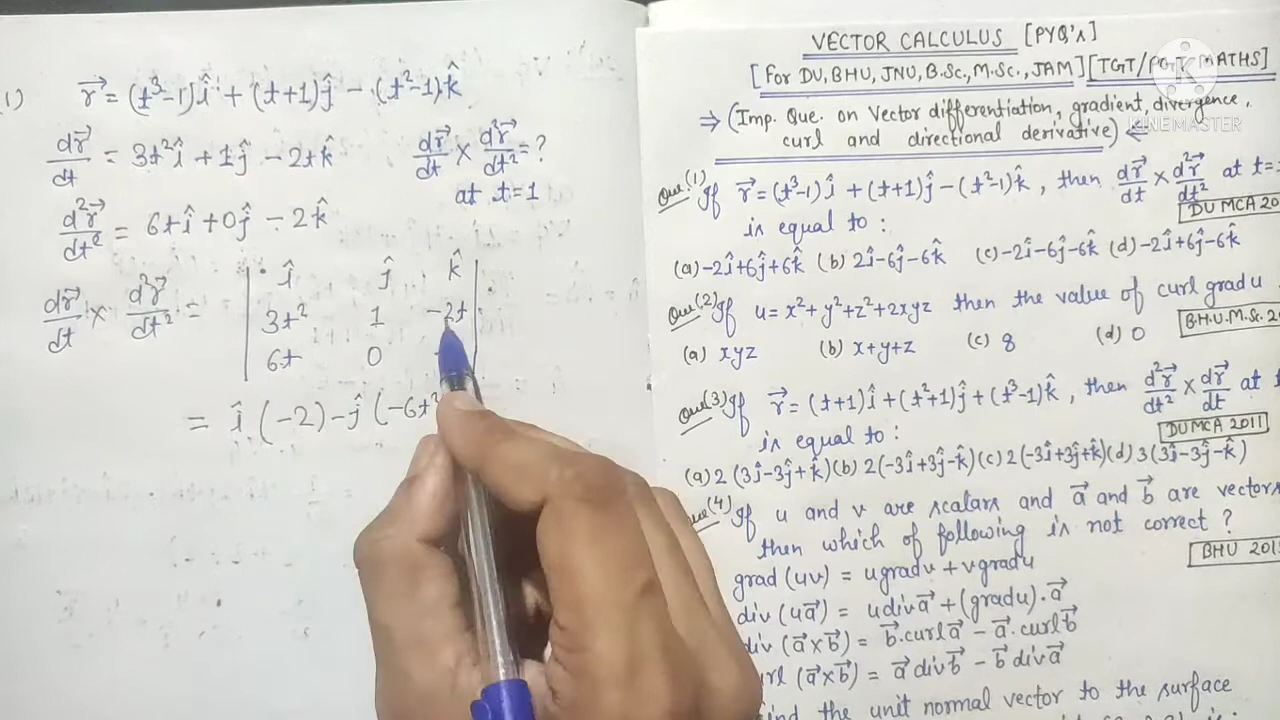 1) r⃗ = (t³-1)î + (t+1)ĵ - (t²-1)k̂
dr⃗/dt = 3t²î + 1ĵ - 2tk̂
dr⃗/dt × d²r⃗/dt² = ?
at t=1
d²r⃗/dt² = 6tî + 0ĵ - 2k̂
dr⃗/dt × d²r⃗/dt² =
î ĵ k̂
3t² 1 -2t
6t 0
= î (-2) - ĵ (-6t²
VECTOR CALCULUS [PYQ's]
[For DU, BHU, JNU, B.Sc., M.Sc., JAM] [TGT/PGT MATHS]
KINEMASTER
⇒ (Imp. Que. on Vector differentiation, gradient, divergence,
curl and directional derivative) ⇐
Que(1) If r⃗ = (t³-1)î + (t+1)ĵ - (t²-1)k̂, then dr⃗/dt × d²r⃗/dt² at t=
is equal to :
DU MCA 20
(a) -2î+6ĵ+6k̂ (b) 2î-6ĵ-6k̂ (c) -2î-6ĵ-6k̂ (d) -2î+6ĵ-6k̂
Que(2) If u = x²+y²+z²+2xyz then the value of curl grad u
B.H.U.M.Sc. 20
(a) xyz (b) x+y+z (c) 8 (d) 0
Que(3) If r⃗ = (t+1)î + (t²+1)ĵ + (t³-1)k̂, then d²r⃗/dt² × dr⃗/dt at
is equal to :
DU MCA 2011
(a) 2(3î-3ĵ+k̂) (b) 2(-3î+3ĵ-k̂) (c) 2(-3î+3ĵ+k̂) (d) 3(3î-3ĵ-k̂)
Que(4) If u and v are scalars and a⃗ and b⃗ are vectors
then which of following is not correct ?
BHU 201
grad (uv) = u grad v + v grad u
div (ua⃗) = u div a⃗ + (grad u). a⃗
div (a⃗×b⃗) = b⃗. curl a⃗ - a⃗. curl b⃗
url (a⃗×b⃗) = a⃗ div b⃗ - b⃗ div a⃗
ind the unit normal vector to the surface